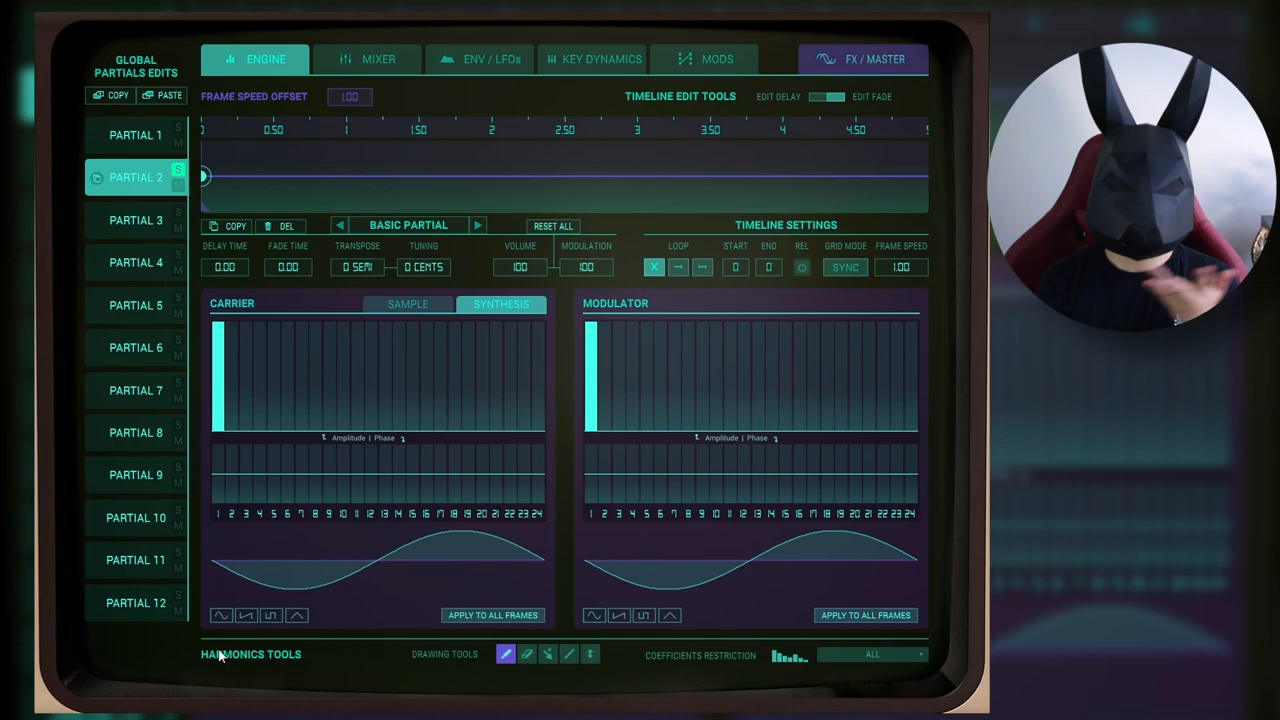 GLOBAL
PARTIALS EDITS
COPY PASTE
ENGINE MIXER ENV / LFOs KEY DYNAMICS MODS FX / MASTER
FRAME SPEED OFFSET 1.00 TIMELINE EDIT TOOLS EDIT DELAY EDIT FADE
0 0.50 1 1.50 2 2.50 3 3.50 4 4.50 5
PARTIAL 1 S M
PARTIAL 2 S M
PARTIAL 3 S M
PARTIAL 4 S M
PARTIAL 5 S M
PARTIAL 6 S M
PARTIAL 7 S M
PARTIAL 8 S M
PARTIAL 9 S M
PARTIAL 10 S M
PARTIAL 11 S M
PARTIAL 12 S M
COPY DEL BASIC PARTIAL RESET ALL TIMELINE SETTINGS
DELAY TIME FADE TIME TRANSPOSE TUNING VOLUME MODULATION LOOP START END REL GRID MODE FRAME SPEED
0.00 0.00 0 SEMI 0 CENTS 100 100 X 0 0 SYNC 1.00
CARRIER SAMPLE SYNTHESIS
Amplitude | Phase
1 2 3 4 5 6 7 8 9 10 11 12 13 14 15 16 17 18 19 20 21 22 23 24
APPLY TO ALL FRAMES
MODULATOR
Amplitude | Phase
1 2 3 4 5 6 7 8 9 10 11 12 13 14 15 16 17 18 19 20 21 22 23 24
APPLY TO ALL FRAMES
HARMONICS TOOLS DRAWING TOOLS COEFFICIENTS RESTRICTION ALL